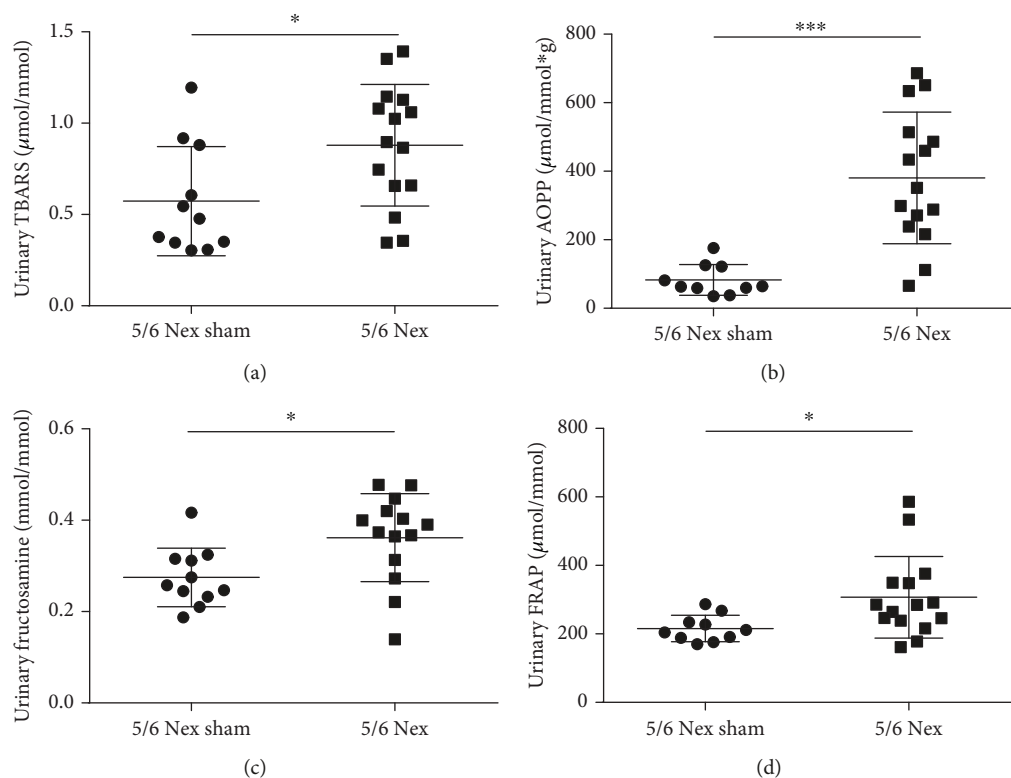 (a)
*
1.5
1.0
0.5
0.0
Urinary TBARS (μmol/mmol)
5/6 Nex sham
5/6 Nex
(b)
***
800
600
400
200
0
Urinary AOPP (μmol/mmol*g)
5/6 Nex sham
5/6 Nex
(c)
*
0.6
0.4
0.2
0.0
Urinary fructosamine (mmol/mmol)
5/6 Nex sham
5/6 Nex
(d)
*
800
600
400
200
0
Urinary FRAP (μmol/mmol)
5/6 Nex sham
5/6 Nex